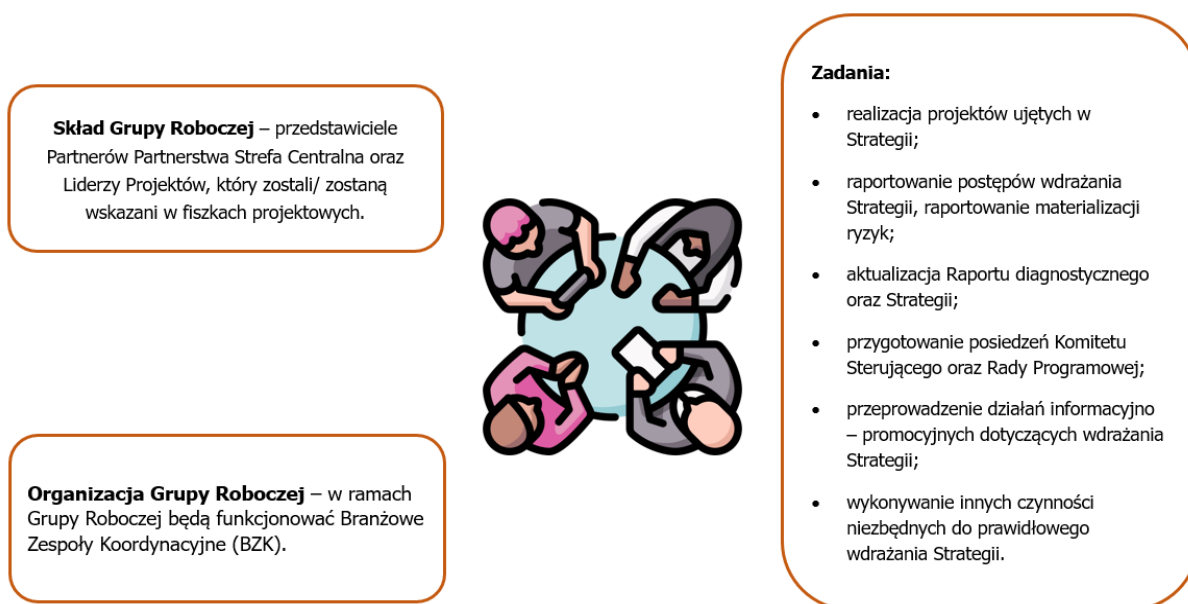 Skład Grupy Roboczej – przedstawiciele
Partnerów Partnerstwa Strefa Centralna oraz
Liderzy Projektów, który zostali/ zostaną
wskazani w fiszkach projektowych.
Organizacja Grupy Roboczej – w ramach
Grupy Roboczej będą funkcjonować Branżowe
Zespoły Koordynacyjne (BZK).
Zadania:
• realizacja projektów ujętych w
Strategii;
• raportowanie postępów wdrażania
Strategii, raportowanie materializacji
ryzyk;
• aktualizacja Raportu diagnostycznego
oraz Strategii;
• przygotowanie posiedzeń Komitetu
Sterującego oraz Rady Programowej;
• przeprowadzenie działań informacyjno
– promocyjnych dotyczących wdrażania
Strategii;
• wykonywanie innych czynności
niezbędnych do prawidłowego
wdrażania Strategii.